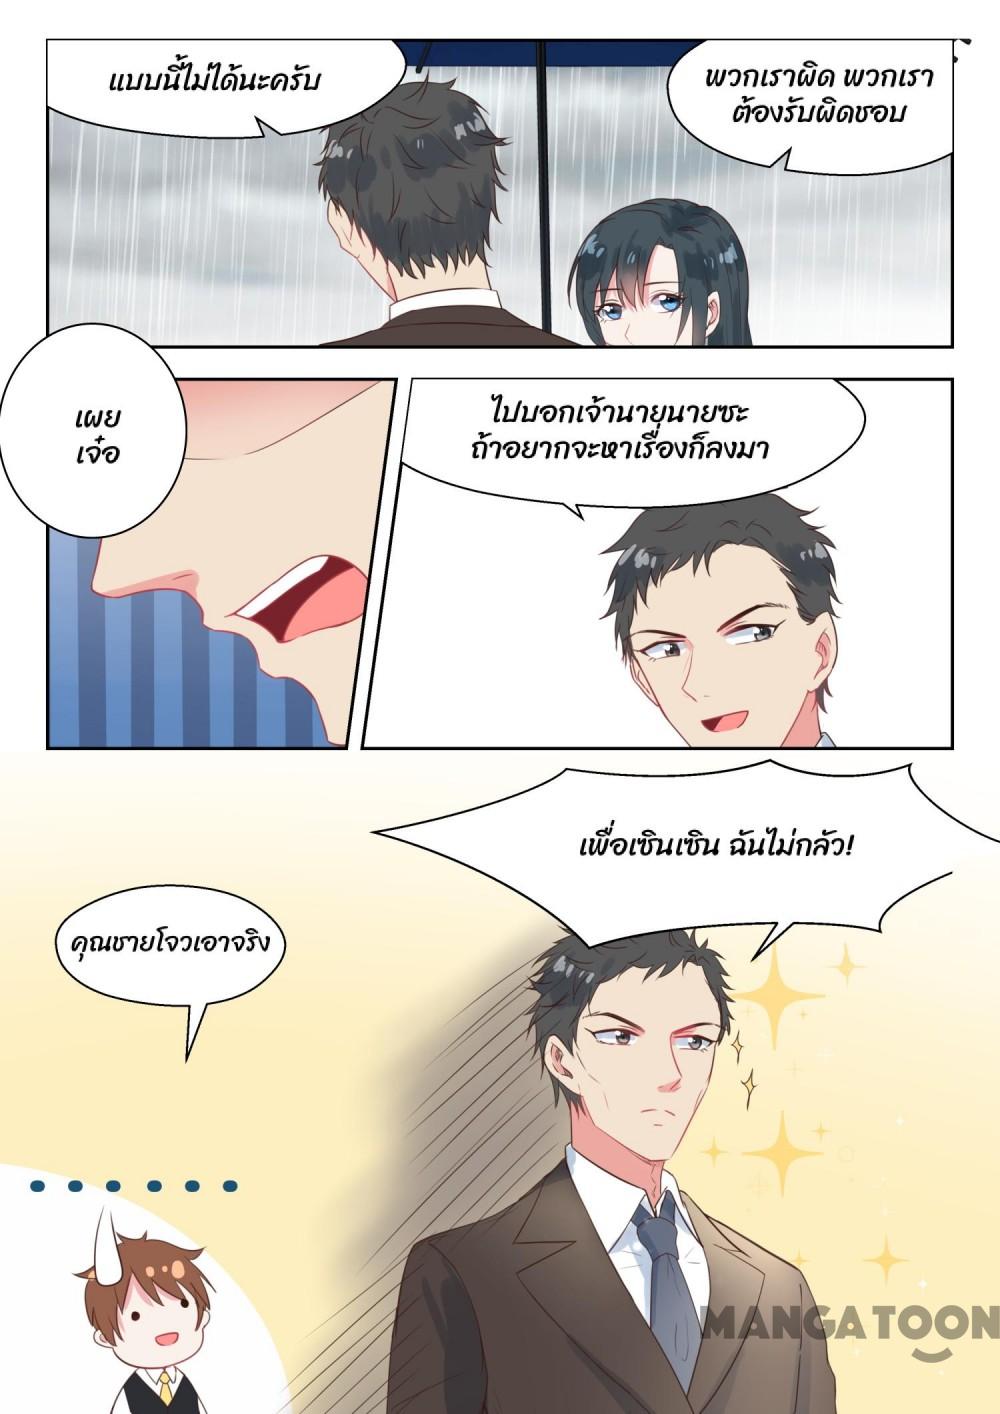 แบบนี้ไม่ได้นะครับ
พวกเราผิด พวกเรา
ต้องรับผิดชอบ
เผย
เจ๋อ
ไปบอกเจ้านายนายซะ
ถ้าอยากจะหาเรื่องก็ลงมา
เพื่อเซินเซิน ฉันไม่กลัว!
คุณชายโจวเอาจริง
......
MANGATOON